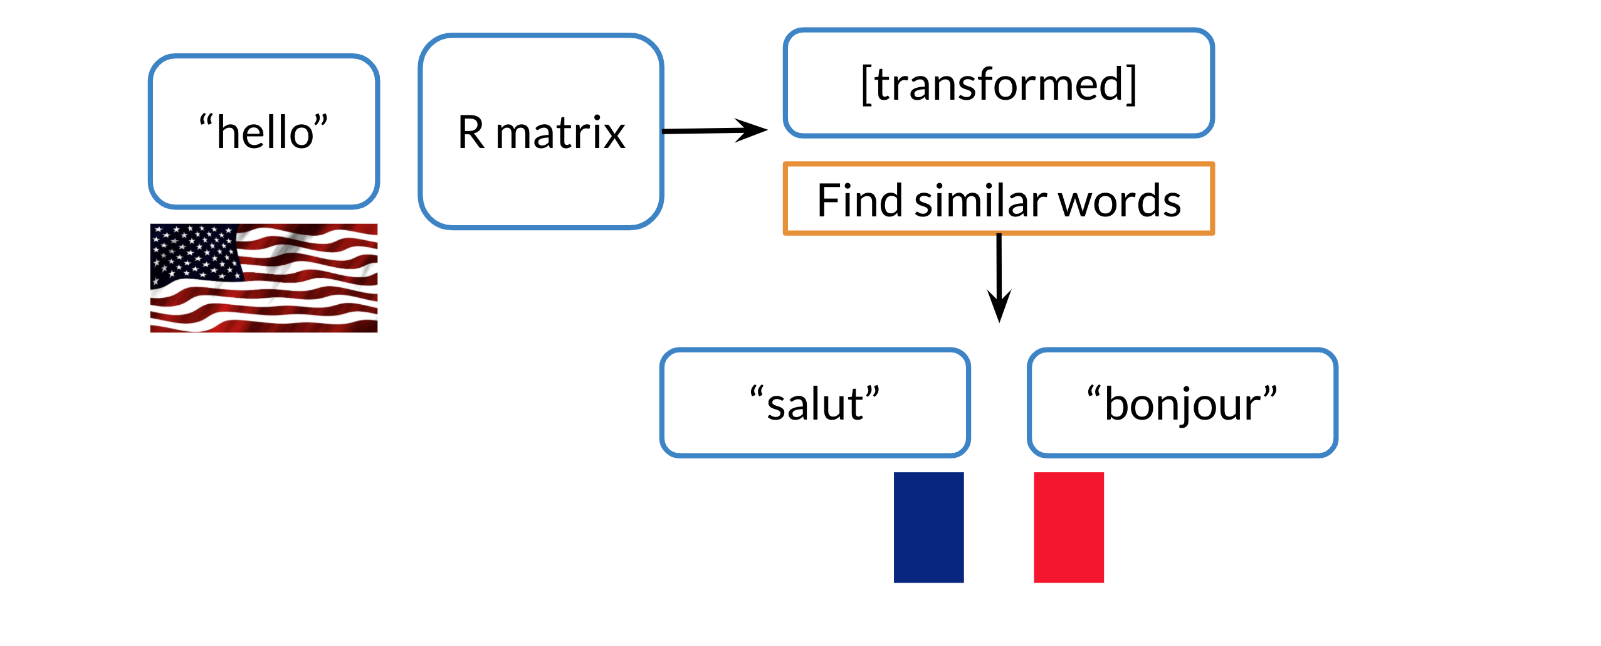 “hello”
R matrix
[transformed]
Find similar words
“salut”
“bonjour”